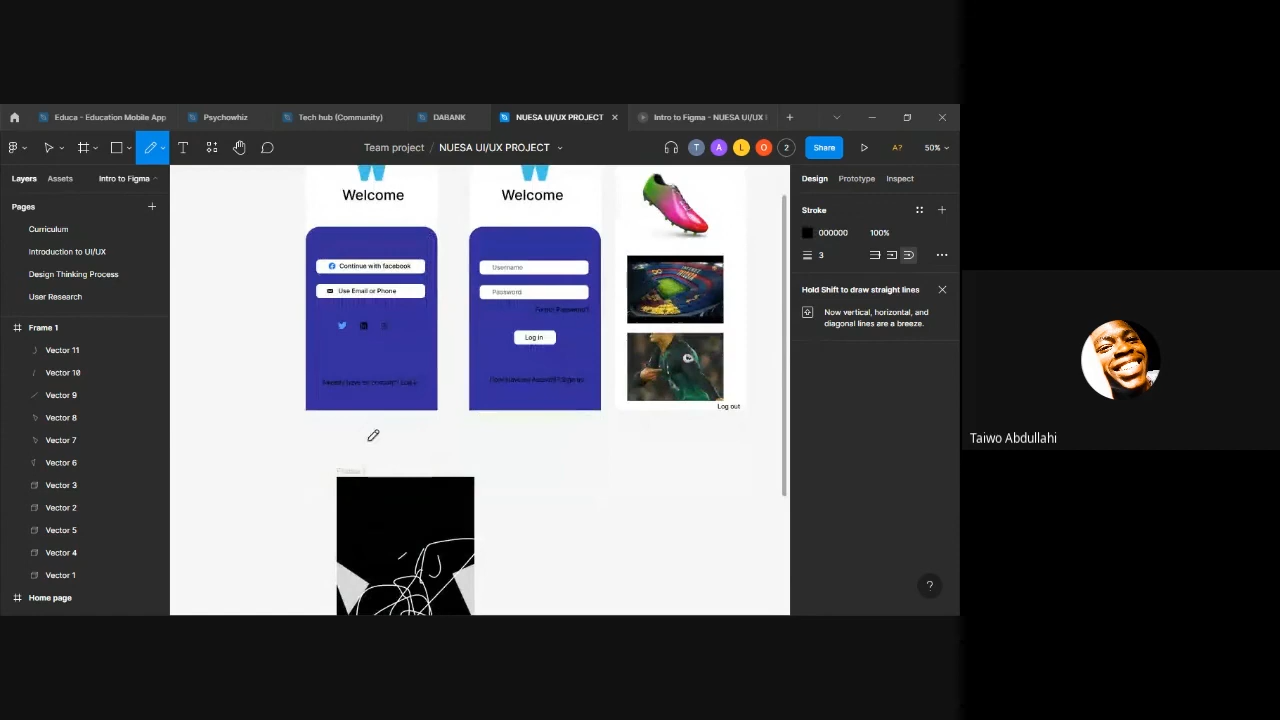 Educa - Education Mobile App
Psychowhiz
Tech hub (Community)
DABANK
NUESA UI/UX PROJECT
Intro to Figma - NUESA UI/UX
Team project / NUESA UI/UX PROJECT
T
A
L
O
2
Share
A?
50%
Layers
Assets
Intro to Figma
Pages
Curriculum
Introduction to UI/UX
Design Thinking Process
User Research
Frame 1
Vector 11
Vector 10
Vector 9
Vector 8
Vector 7
Vector 6
Vector 3
Vector 2
Vector 5
Vector 4
Vector 1
Home page
Welcome
Continue with facebook
Use Email or Phone
Welcome
Username
Password
Forgot Password?
Log in
Log out
Frame 1
Design
Prototype
Inspect
Stroke
000000
100%
3
Hold Shift to draw straight lines
Now vertical, horizontal, and
diagonal lines are a breeze.
?
Taiwo Abdullahi